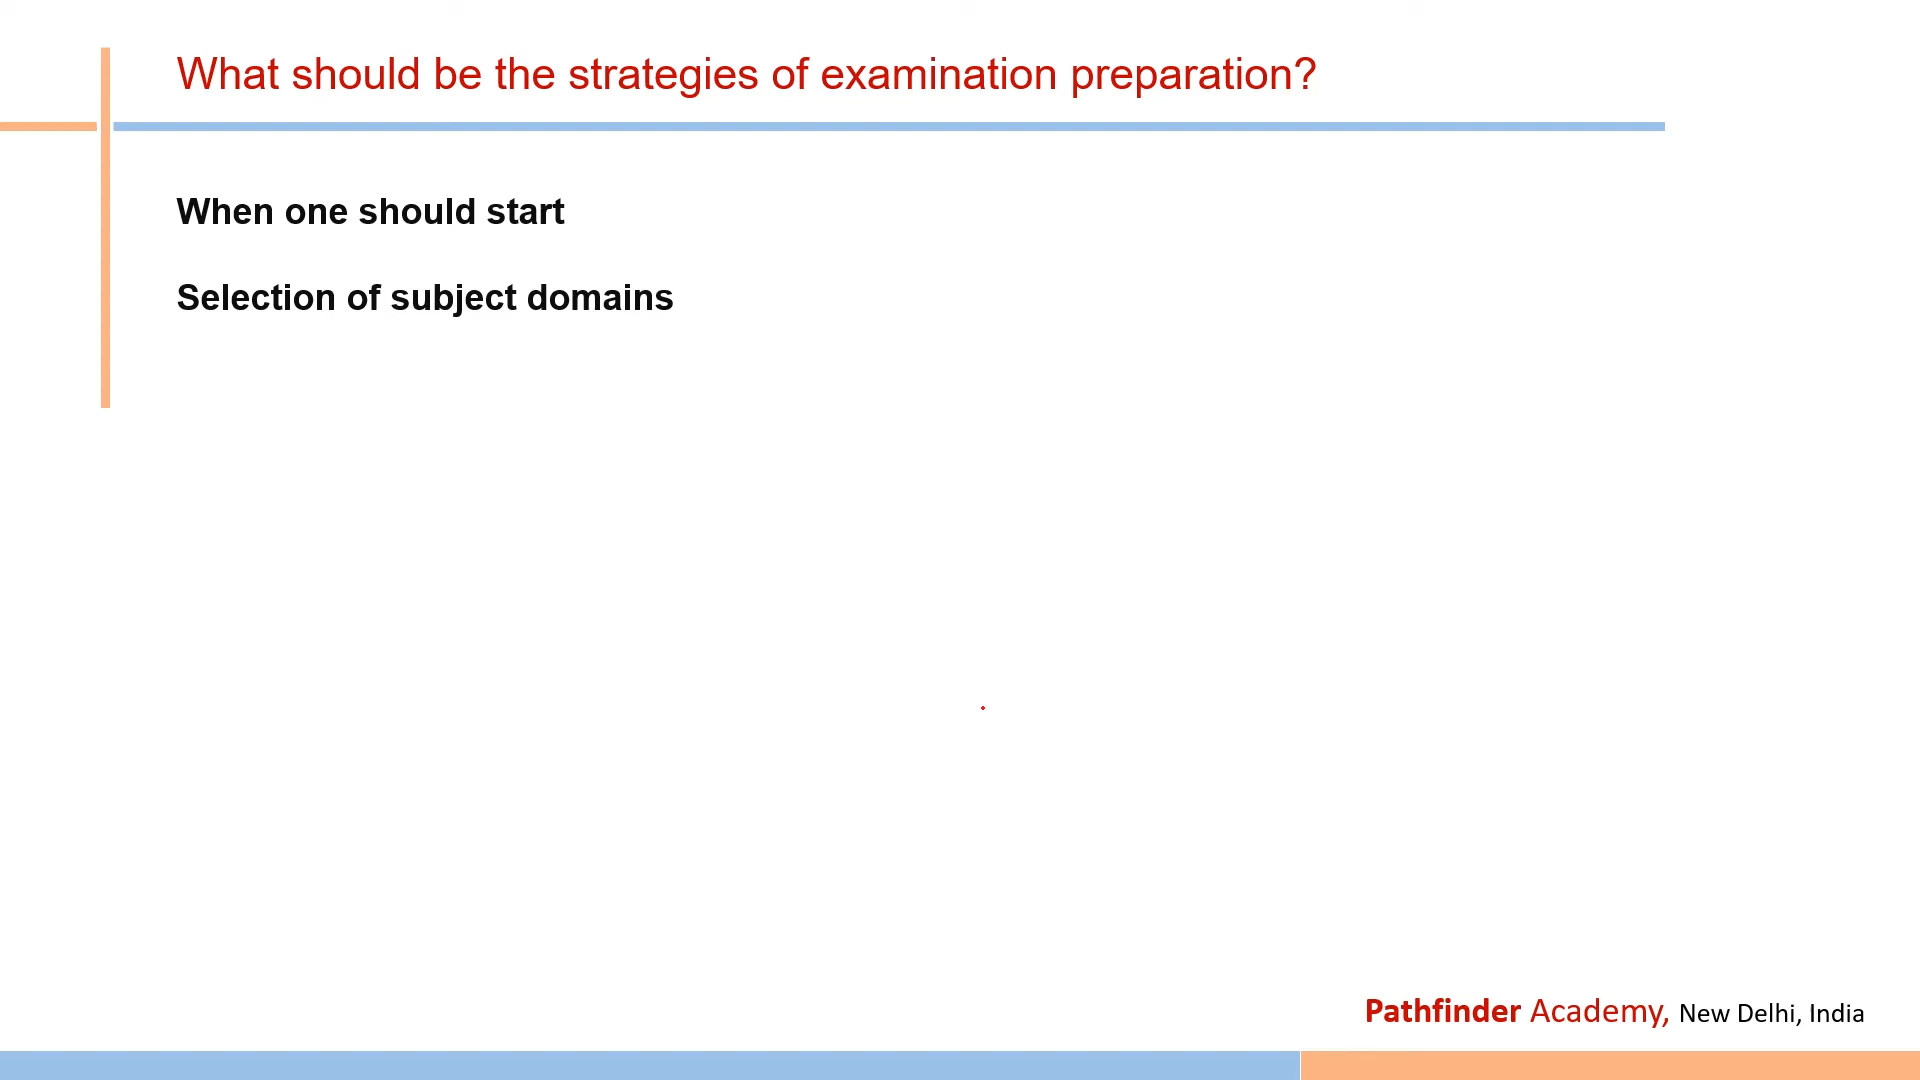 What should be the strategies of examination preparation?
When one should start
Selection of subject domains
Pathfinder Academy, New Delhi, India